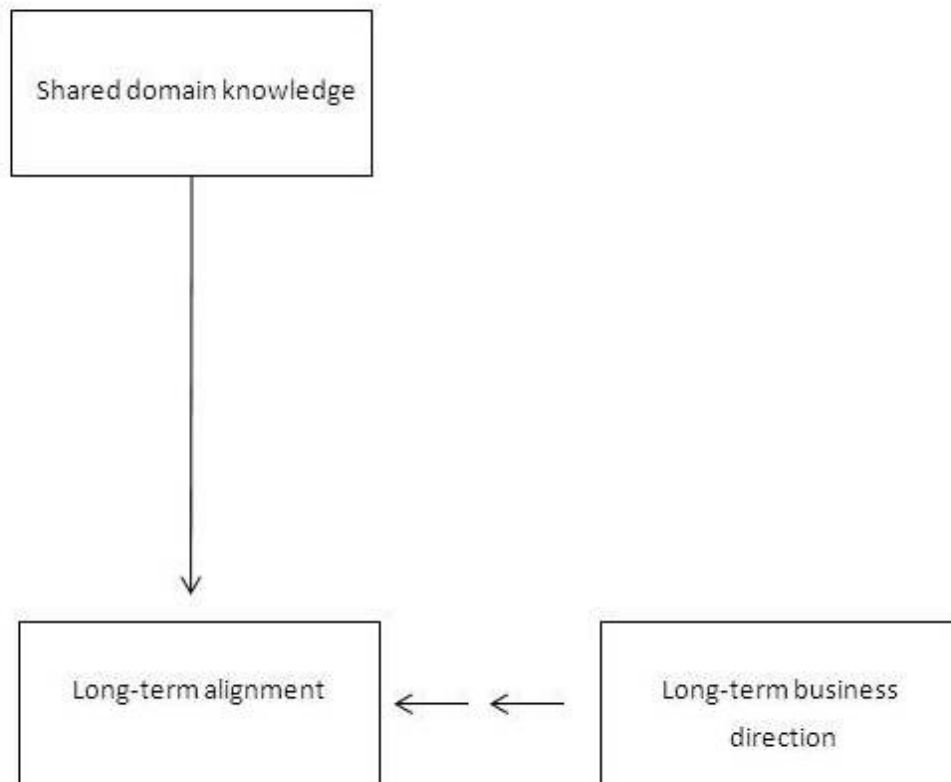 Shared domain knowledge
Long-term alignment
Long-term business
direction